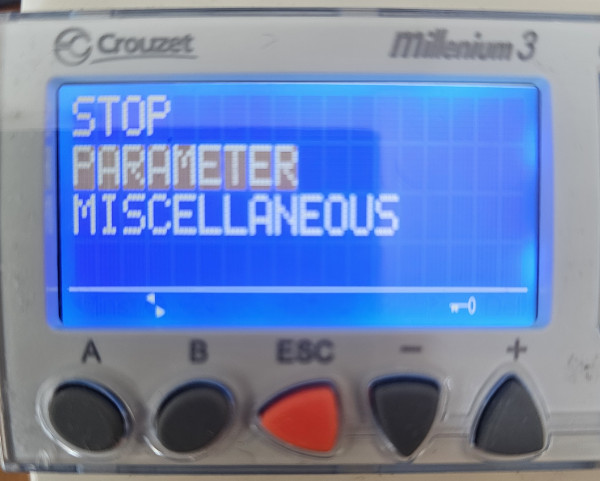 Crouzet Millenium 3
STOP
PARAMETER
MISCELLANEOUS
A B ESC - +